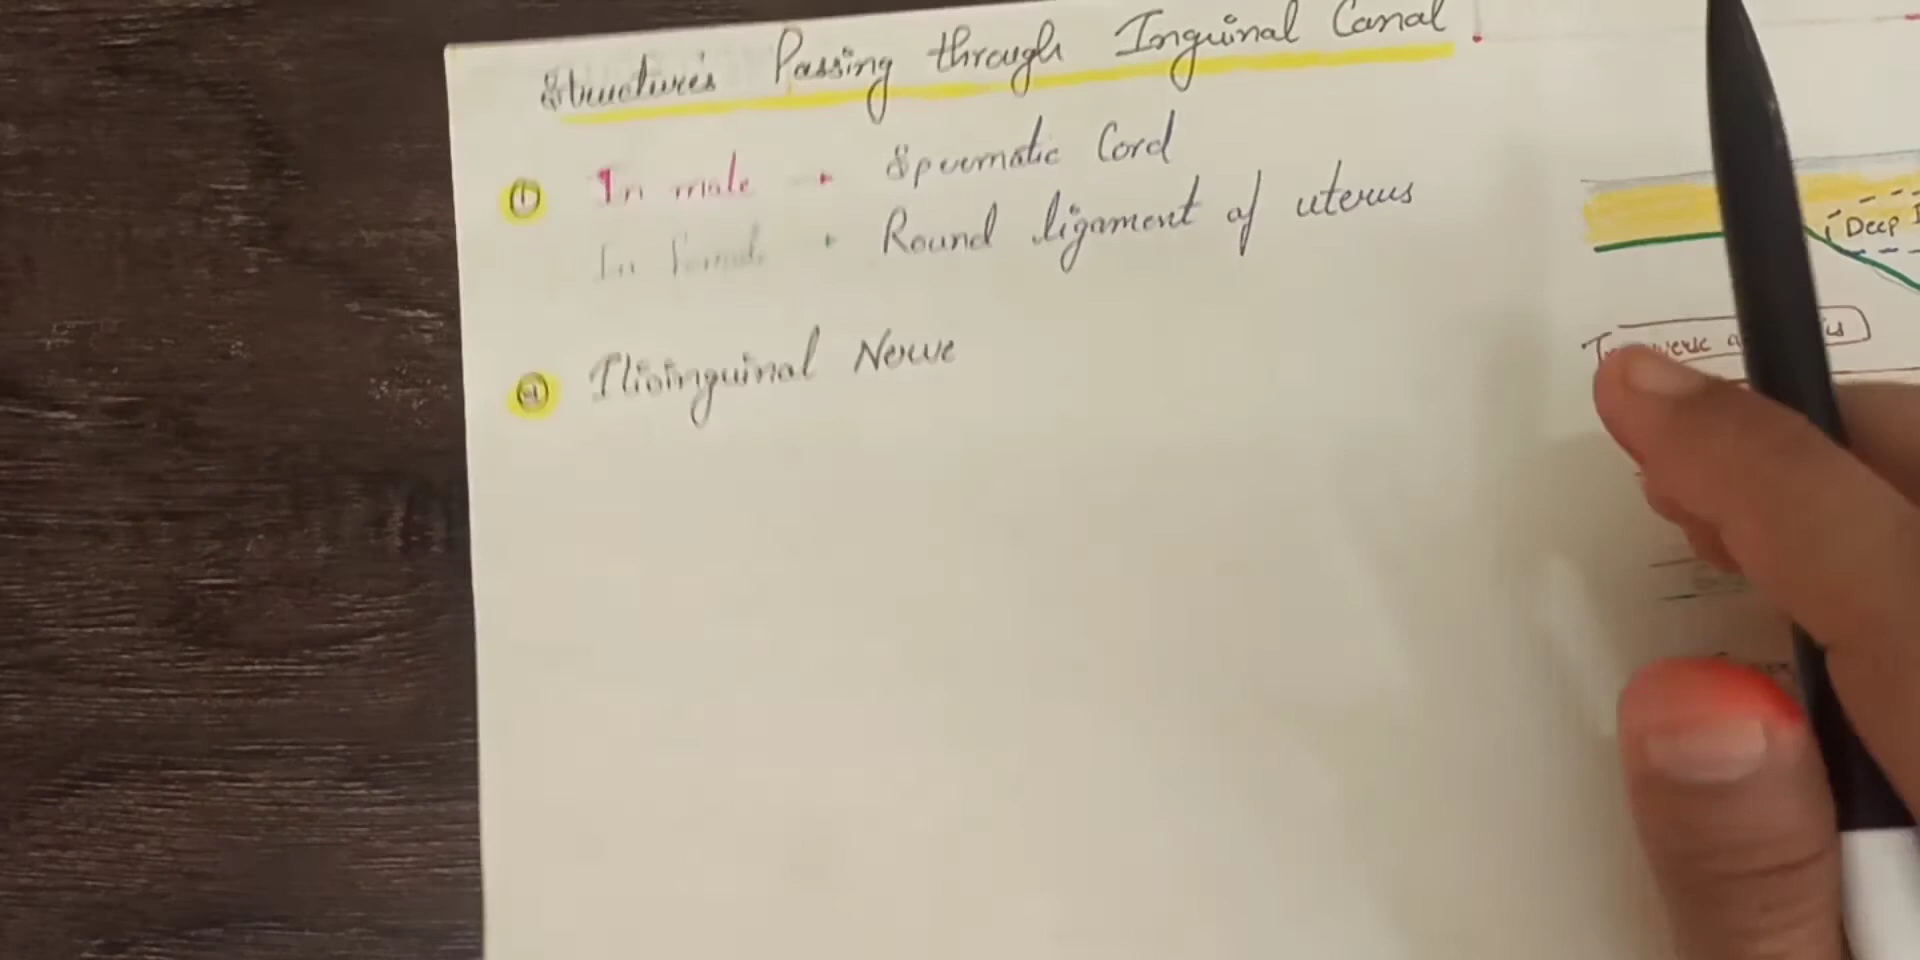 Structures Passing through Inguinal Canal
① In male → Spermatic Cord
In female → Round ligament of uterus
② Ilioinguinal Nerve
Deep